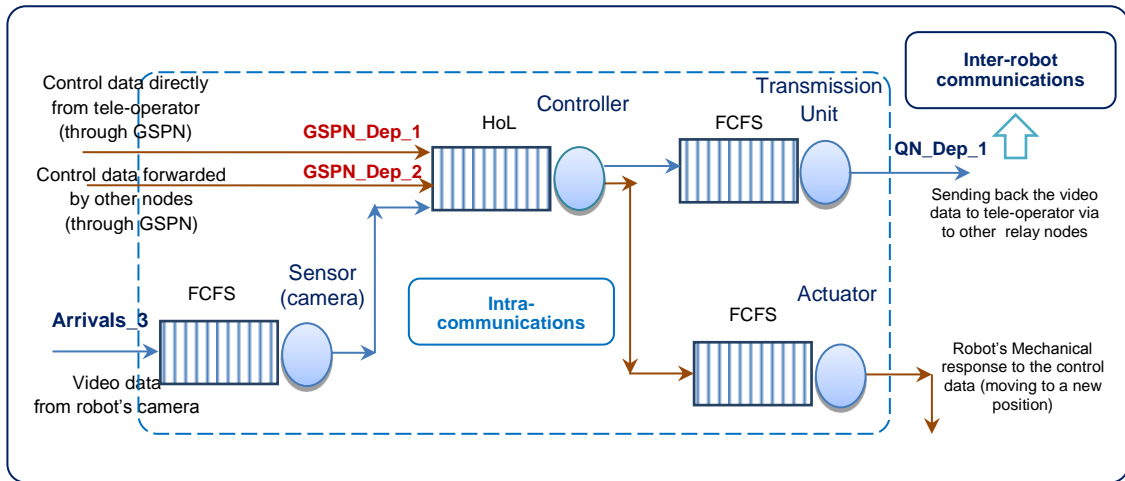 Control data directly
from tele-operator
(through GSPN)
GSPN_Dep_1
HoL
Controller
FCFS
Transmission
Unit
Inter-robot
communications
QN_Dep_1
Control data forwarded
by other nodes
(through GSPN)
GSPN_Dep_2
Sending back the video
data to tele-operator via
to other relay nodes
Arrivals_3
FCFS
Sensor
(camera)
Intra-
communications
FCFS
Actuator
Video data
from robot's camera
Robot's Mechanical
response to the control
data (moving to a new
position)